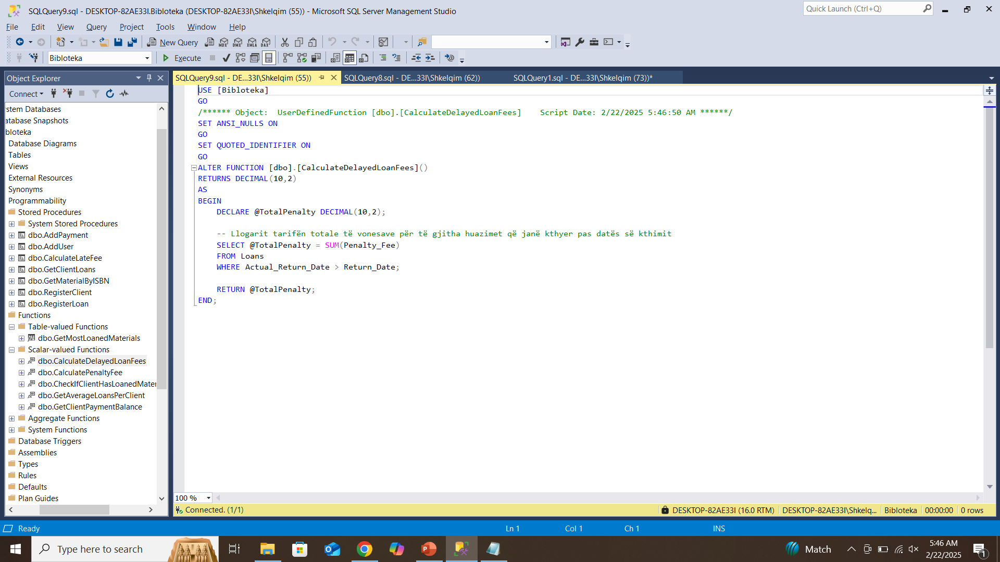 SQLQuery9.sql - DESKTOP-82AE33I.Bibloteka (DESKTOP-82AE33I\Shkelqim (55)) - Microsoft SQL Server Management Studio
Quick Launch (Ctrl+Q)
File Edit View Query Project Tools Window Help
New Query MDX DMX XMLA DAX
Bibloteka Execute
Object Explorer
SQLQuery9.sql - DE...33I\Shkelqim (55)) SQLQuery8.sql - DE...33I\Shkelqim (62)) SQLQuery1.sql - DE...33I\Shkelqim (73))*
Connect
stem Databases
atabase Snapshots
bloteka
Database Diagrams
Tables
Views
External Resources
Synonyms
Programmability
Stored Procedures
System Stored Procedures
dbo.AddPayment
dbo.AddUser
dbo.CalculateLateFee
dbo.GetClientLoans
dbo.GetMaterialByISBN
dbo.RegisterClient
dbo.RegisterLoan
Functions
Table-valued Functions
dbo.GetMostLoanedMaterials
Scalar-valued Functions
dbo.CalculateDelayedLoanFees
dbo.CalculatePenaltyFee
dbo.CheckIfClientHasLoanedMater
dbo.GetAverageLoansPerClient
dbo.GetClientPaymentBalance
Aggregate Functions
System Functions
Database Triggers
Assemblies
Types
Rules
Defaults
Plan Guides
USE [Bibloteka]
GO
/****** Object:  UserDefinedFunction [dbo].[CalculateDelayedLoanFees]    Script Date: 2/22/2025 5:46:50 AM ******/
SET ANSI_NULLS ON
GO
SET QUOTED_IDENTIFIER ON
GO
ALTER FUNCTION [dbo].[CalculateDelayedLoanFees]()
RETURNS DECIMAL(10,2)
AS
BEGIN
    DECLARE @TotalPenalty DECIMAL(10,2);
    -- Llogarit tarifën totale të vonesave për të gjitha huazimet që janë kthyer pas datës së kthimit
    SELECT @TotalPenalty = SUM(Penalty_Fee)
    FROM Loans
    WHERE Actual_Return_Date > Return_Date;
    RETURN @TotalPenalty;
END;
100 %
Connected. (1/1) DESKTOP-82AE33I (16.0 RTM) DESKTOP-82AE33I\Shkelq... Bibloteka 00:00:00 0 rows
Ready Ln 1 Col 1 Ch 1 INS
Type here to search Match 5:46 AM
2/22/2025 1